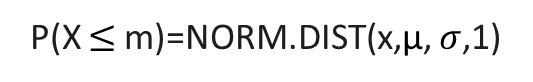 P(X ≤ m)=NORM.DIST(x,μ, σ,1)